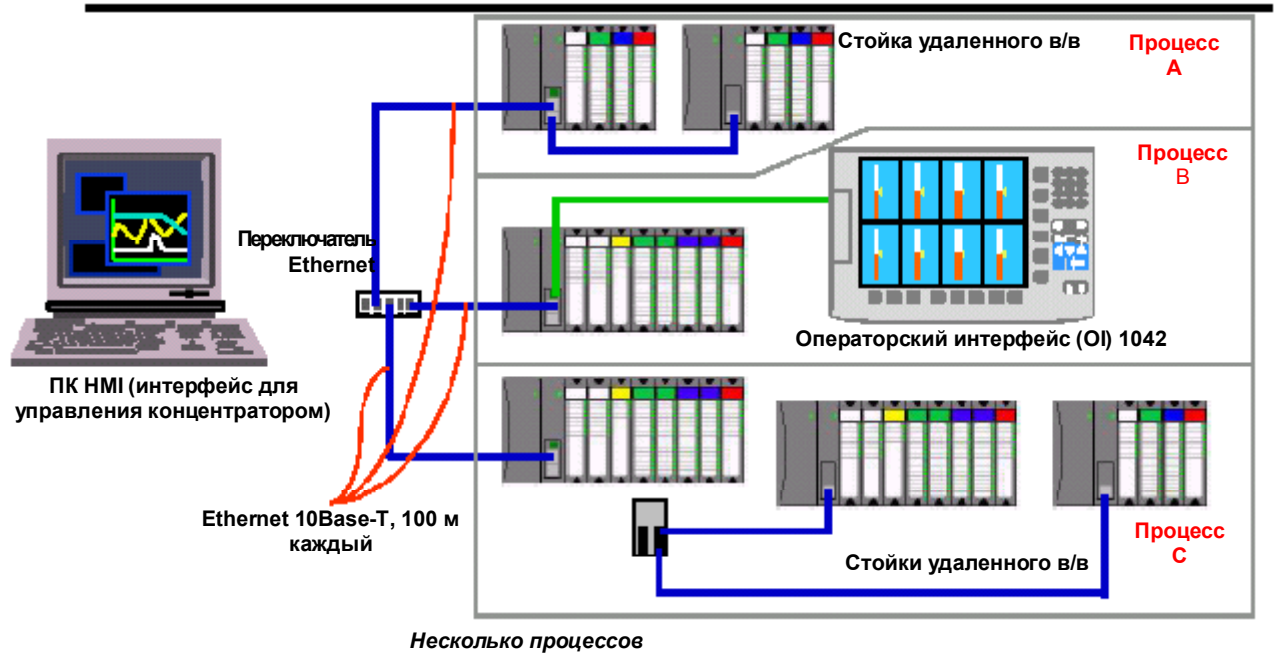 Стойка удаленного в/в
Процесс
А
Процесс
В
Переключатель
Ethernet
Операторский интерфейс (OI) 1042
ПК HMI (интерфейс для
управления концентратором)
Ethernet 10Base-T, 100 м
каждый
Стойки удаленного в/в
Процесс
С
Несколько процессов